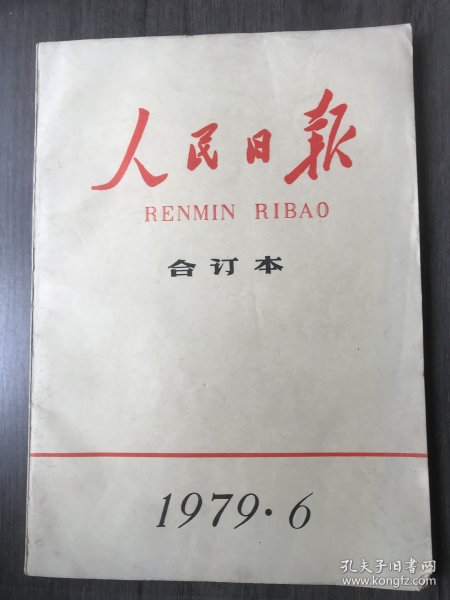 人民日报
RENMIN RIBAO
合订本
1979·6
孔夫子旧书网
www.kongfz.com